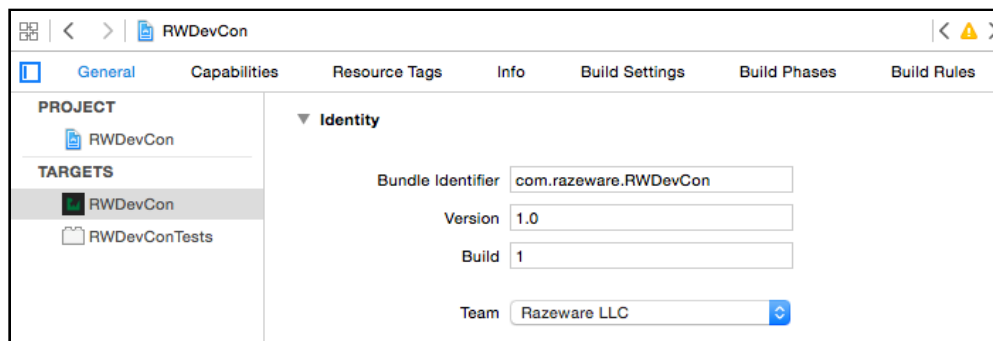 RWDevCon
General Capabilities Resource Tags Info Build Settings Build Phases Build Rules
PROJECT
RWDevCon
TARGETS
RWDevCon
RWDevConTests
Identity
Bundle Identifier com.razeware.RWDevCon
Version 1.0
Build 1
Team Razeware LLC